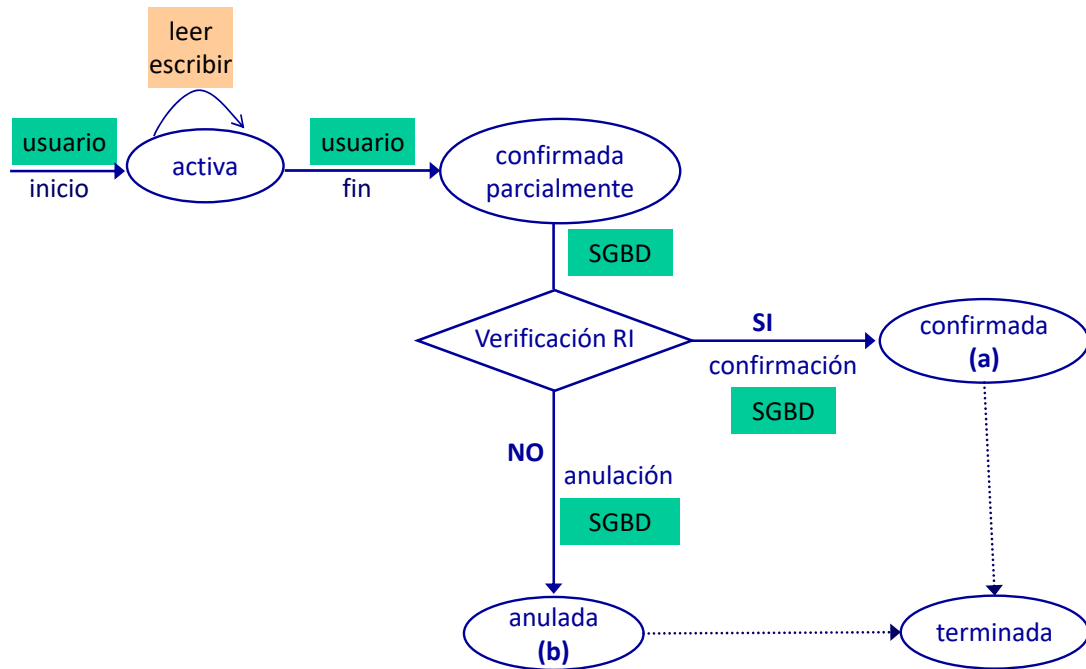 leer
escribir
usuario
inicio
activa
usuario
fin
confirmada
parcialmente
SGBD
Verificación RI
SI
confirmación
SGBD
confirmada
(a)
NO
anulación
SGBD
anulada
(b)
terminada